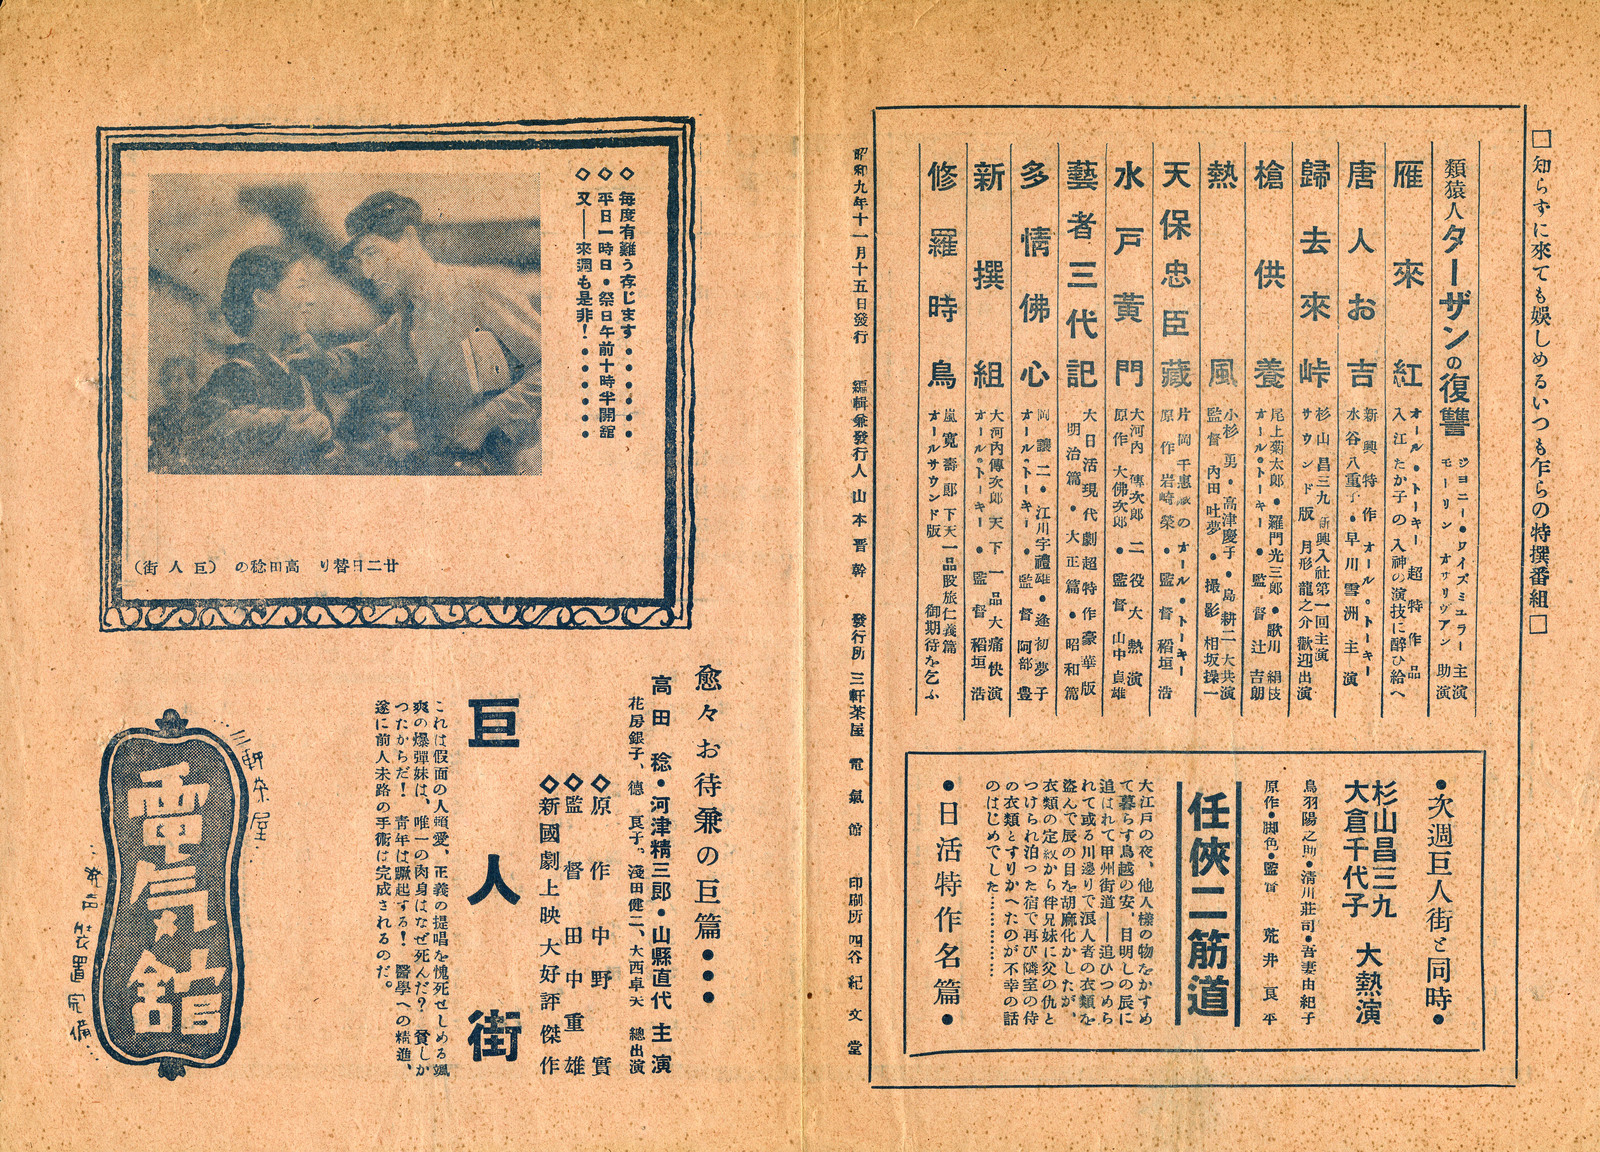 □知らずに來ても娯しめるいつも乍らの特撰番組□
類猿人ターザンの復讐
ジヨニー・ワイズミユラー 主演
モーリン オサリヴアン 助演
雁來紅
オール・トーキー 超特作品
入江たか子の入神の演技に醉ひ給へ
唐人お吉
新興特作 オール・トーキー
水谷八重子・早川雪洲主演
歸去來峠
杉山昌三九 新興入社第一回主演
サウンド版 月形龍之介歡迎出演
槍供養
尾上菊太郎・羅門光三郎・歌川絹枝
オール・トーキー・監督辻吉朗
熱風
小杉勇・高津慶子・島耕二大共演
監督 内田吐夢・撮影 相坂操一
天保忠臣藏
片岡千惠藏のオール・トーキー
原作岩崎榮・監督稻垣浩
水戸黃門
大河内傳次郎二役大熱演
原作 大佛次郎・監督 山中貞雄
藝者三代記
大日活現代劇超特作豪華版
明治篇・大正篇・昭和篇
多情佛心
岡讓二・江川宇禮雄・逢初夢子
オール・トーキー・監督阿部豊
新撰組
大河内傳次郎天下一品大痛快演
オール・トーキー・監督稻垣浩
修羅時鳥
嵐寛壽郎天下一品股旅仁義篇
オールサウンド版 御期待を乞ふ
●次週巨人街と同時●
杉山昌三九
大倉千代子 大熱演
鳥羽陽之助・清川莊司・吾妻由紀子
原作・脚色・監督 荒井良平
任俠二筋道
大江戸の夜、他人樣の物をかすめ
て暮らす鳥越の安、目明しの辰に
追はれて甲州街道――追ひつめら
れて或る川邊りで浪人者の衣類を
盗んで辰の目を胡麻化かしたが、
衣類の定紋から伴兄妹に父の仇と
つけられ泊つた宿で再び隣室の侍
の衣類とすりかへたのが不幸の話
のはじめでした…………
●日活特作名篇●
昭和九年十一月十五日發行 編輯兼發行人 山本晋幹 發行所 三軒茶屋 電氣館 印刷所 四谷 紀文堂
◇毎度有難う存じます・・・・・
◇平日一時日・祭日午前十時半開舘
◇又――來週も是非!・・・・・・
廿二日替り 高田稔の(巨人街)
愈々お待兼の巨篇・・・
高田稔・河津精三郎・山縣直代 主演
花房銀子、德良子。淺田健二、大西卓夫 總出演
◇原作 中野實
◇監督 田中重雄
◇新國劇上映大好評傑作
巨人街
これは假面の人類愛、正義の提唱を愧死せしめる颯
爽の爆彈妹は、唯一の肉身はなぜ死んだ?貧しか
つたからだ!青年は蹶起する!醫學への精進、
遂に前人未路の手術は完成されるのだ。
三軒茶屋
電気館
発声裝置完備